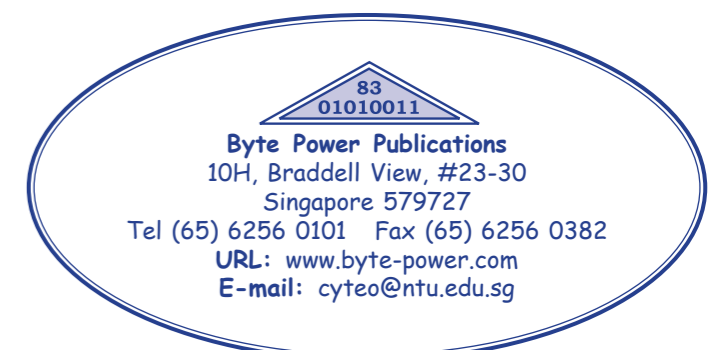 83
01010011
Byte Power Publications
10H, Braddell View, #23-30
Singapore 579727
Tel (65) 6256 0101 Fax (65) 6256 0382
URL: www.byte-power.com
E-mail: cyteo@ntu.edu.sg